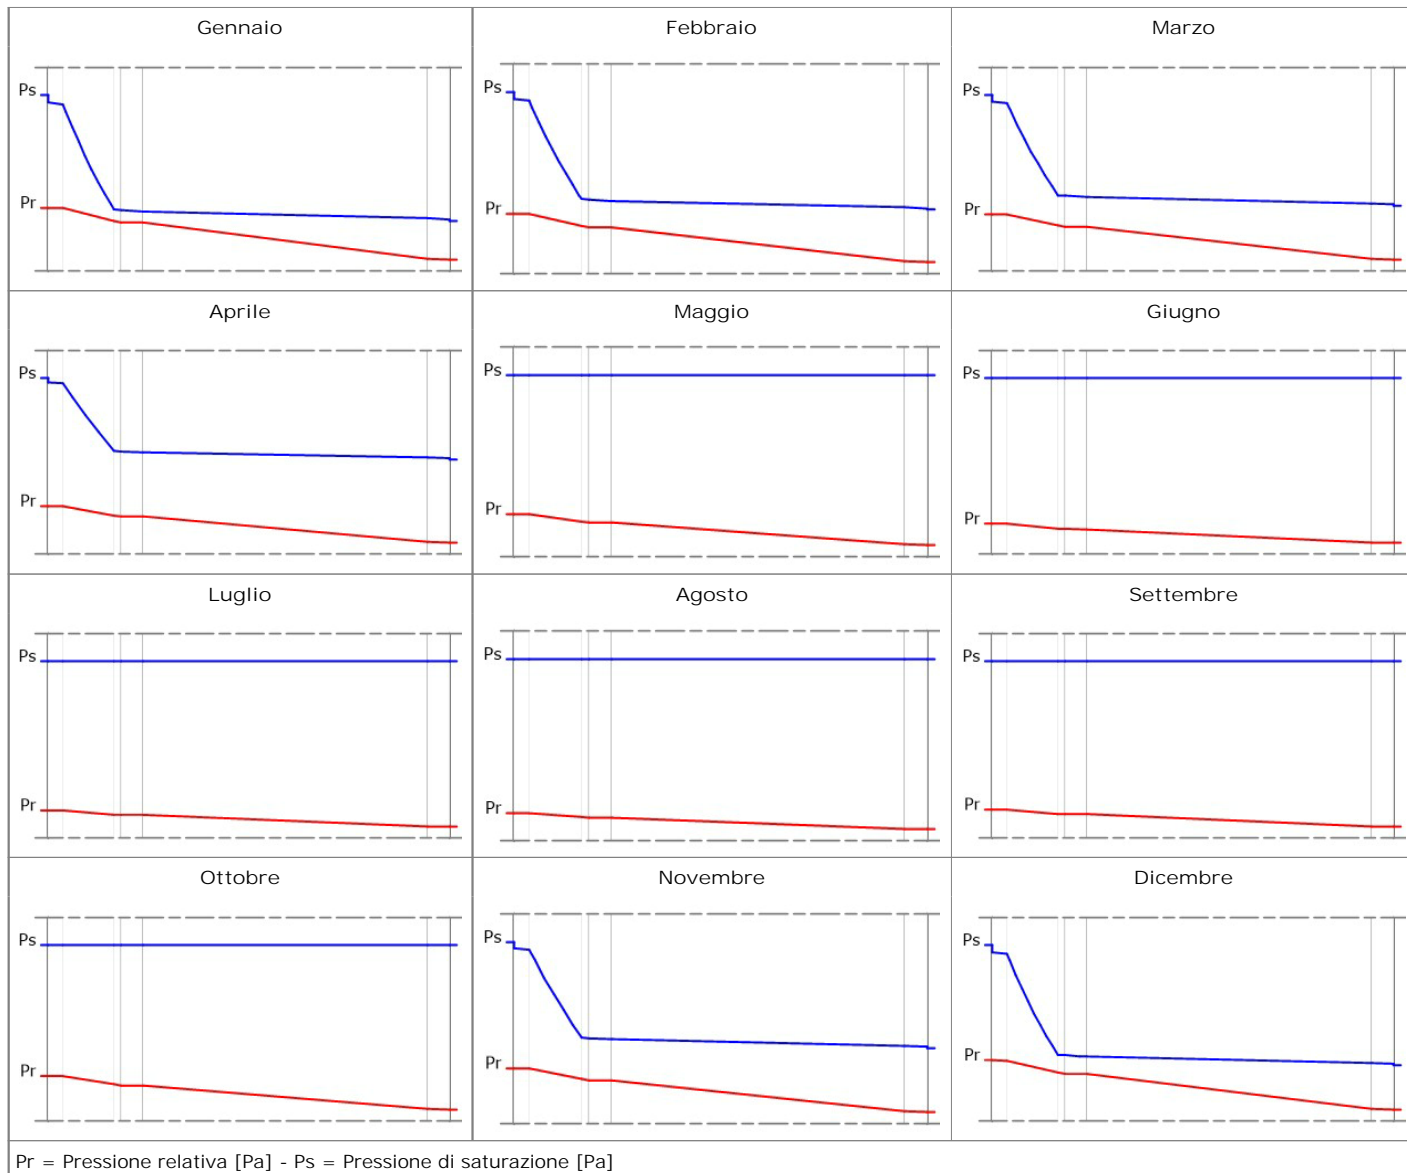 Gennaio Febbraio Marzo
Ps Ps Ps
Pr Pr Pr
Aprile Maggio Giugno
Ps Ps Ps
Pr Pr Pr
Luglio Agosto Settembre
Ps Ps Ps
Pr Pr Pr
Ottobre Novembre Dicembre
Ps Ps Ps
Pr Pr Pr
Pr = Pressione relativa [Pa] - Ps = Pressione di saturazione [Pa]